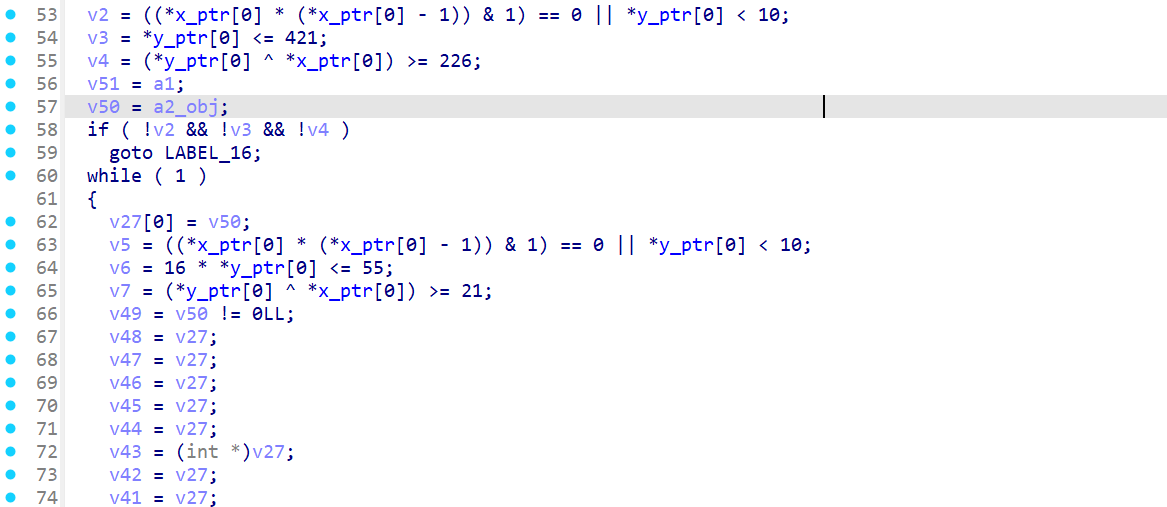 53 v2 = ((*x_ptr[0] * (*x_ptr[0] - 1)) & 1) == 0 || *y_ptr[0] < 10;
54 v3 = *y_ptr[0] <= 421;
55 v4 = (*y_ptr[0] ^ *x_ptr[0]) >= 226;
56 v51 = a1;
57 v50 = a2_obj;
58 if ( !v2 && !v3 && !v4 )
59 goto LABEL_16;
60 while ( 1 )
61 {
62 v27[0] = v50;
63 v5 = ((*x_ptr[0] * (*x_ptr[0] - 1)) & 1) == 0 || *y_ptr[0] < 10;
64 v6 = 16 * *y_ptr[0] <= 55;
65 v7 = (*y_ptr[0] ^ *x_ptr[0]) >= 21;
66 v49 = v50 != 0LL;
67 v48 = v27;
68 v47 = v27;
69 v46 = v27;
70 v45 = v27;
71 v44 = v27;
72 v43 = (int *)v27;
73 v42 = v27;
74 v41 = v27;